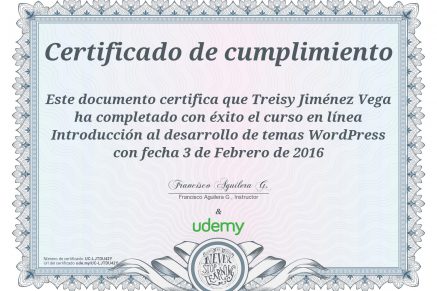 Certificado de cumplimiento
Este documento certifica que Treisy Jiménez Vega
ha completado con éxito el curso en línea
Introducción al desarrollo de temas WordPress
con fecha 3 de Febrero de 2016
Francisco Aguilera G.
Francisco Aguilera G., Instructor
&
udemy
Número de certificado: UC-LJTDU42Y
Url del certificado: ude.my/UC-LJTDU42Y
NEVER
STOP
LEARNING